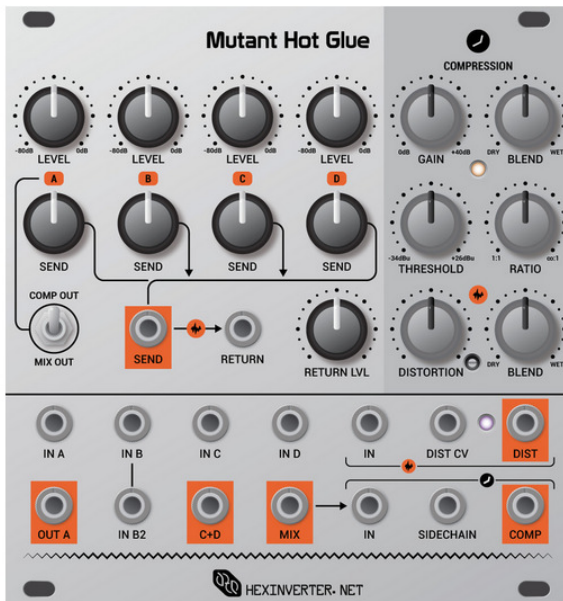 Mutant Hot Glue
COMPRESSION
-80dB 0dB -80dB 0dB -80dB 0dB -80dB 0dB 0dB +40dB DRY WET
LEVEL LEVEL LEVEL LEVEL GAIN BLEND
A B C D
-34dBu +26dBu 1:1 ∞:1
SEND SEND SEND SEND THRESHOLD RATIO
COMP OUT
MIX OUT
SEND RETURN RETURN LVL DISTORTION DRY BLEND WET
IN A IN B IN C IN D IN DIST CV DIST
OUT A IN B2 C+D MIX IN SIDECHAIN COMP
HEXINVERTER.NET